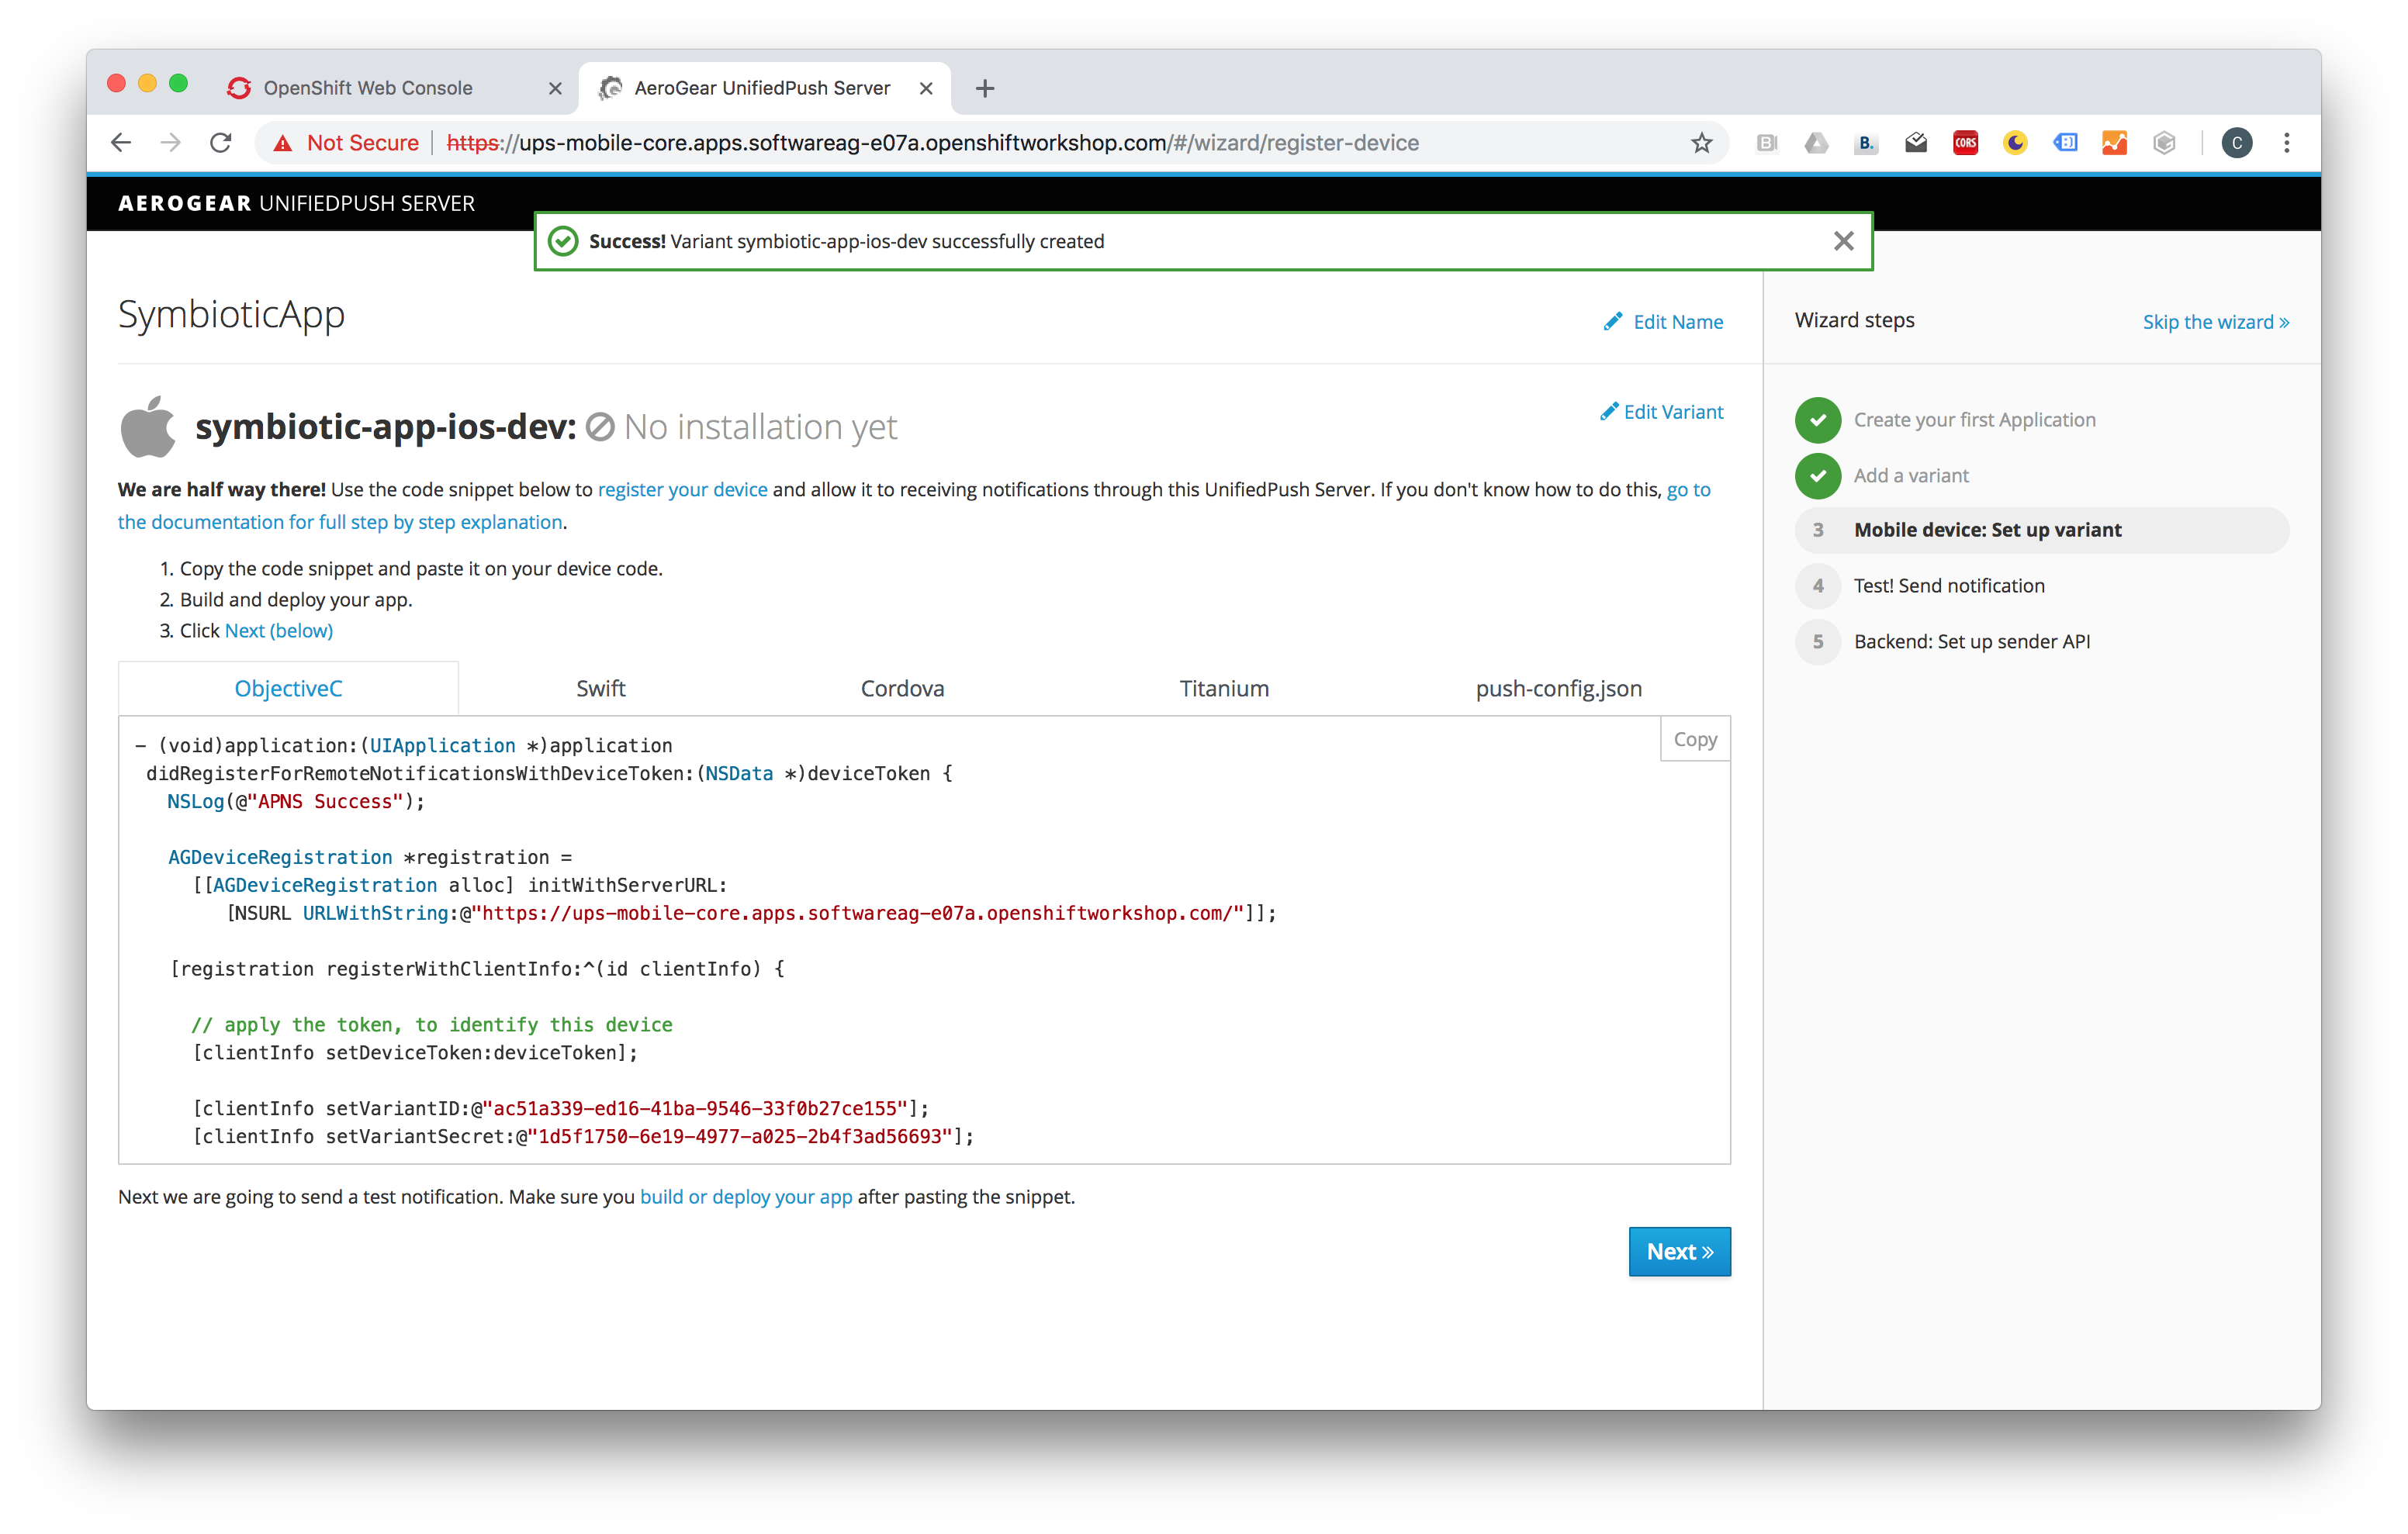 OpenShift Web Console
AeroGear UnifiedPush Server
Not Secure
https://ups-mobile-core.apps.softwareag-e07a.openshiftworkshop.com/#/wizard/register-device
B.
CORS
C
AEROGEAR UNIFIEDPUSH SERVER
Success! Variant symbiotic-app-ios-dev successfully created
SymbioticApp
Edit Name
symbiotic-app-ios-dev: No installation yet
Edit Variant
We are half way there! Use the code snippet below to register your device and allow it to receiving notifications through this UnifiedPush Server. If you don't know how to do this, go to
the documentation for full step by step explanation.
1. Copy the code snippet and paste it on your device code.
2. Build and deploy your app.
3. Click Next (below)
ObjectiveC
Swift
Cordova
Titanium
push-config.json
Copy
– (void)application:(UIApplication *)application
didRegisterForRemoteNotificationsWithDeviceToken:(NSData *)deviceToken {
NSLog(@"APNS Success");
AGDeviceRegistration *registration =
[[AGDeviceRegistration alloc] initWithServerURL:
[NSURL URLWithString:@"https://ups-mobile-core.apps.softwareag-e07a.openshiftworkshop.com/"]];
[registration registerWithClientInfo:^(id clientInfo) {
// apply the token, to identify this device
[clientInfo setDeviceToken:deviceToken];
[clientInfo setVariantID:@"ac51a339-ed16-41ba-9546-33f0b27ce155"];
[clientInfo setVariantSecret:@"1d5f1750-6e19-4977-a025-2b4f3ad56693"];
Next we are going to send a test notification. Make sure you build or deploy your app after pasting the snippet.
Next »
Wizard steps
Skip the wizard »
Create your first Application
Add a variant
3 Mobile device: Set up variant
4 Test! Send notification
5 Backend: Set up sender API